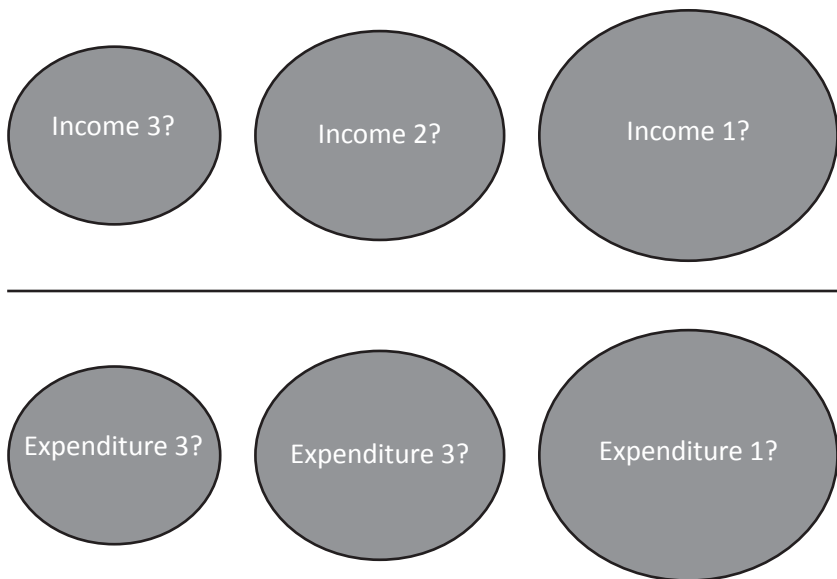 Income 3?
Income 2?
Income 1?
Expenditure 3?
Expenditure 3?
Expenditure 1?